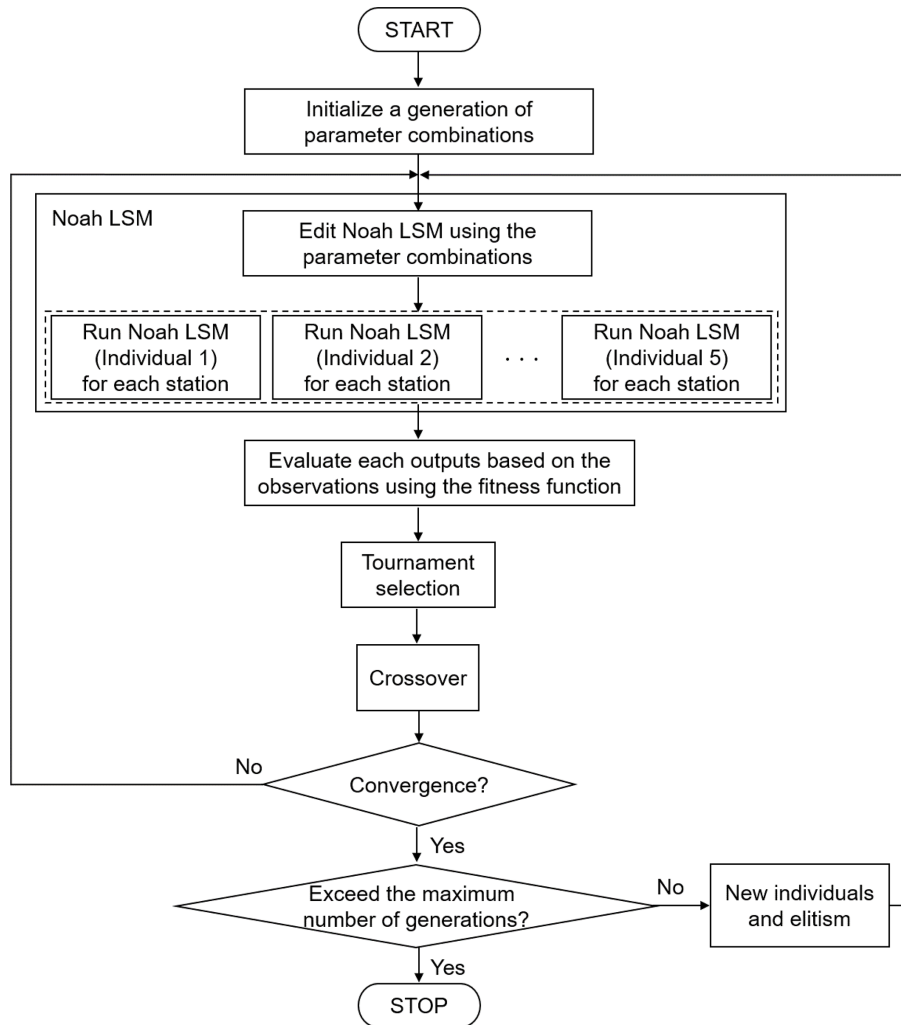 START
Initialize a generation of
parameter combinations
Noah LSM
Edit Noah LSM using the
parameter combinations
Run Noah LSM
(Individual 1)
for each station
Run Noah LSM
(Individual 2)
for each station
· · ·
Run Noah LSM
(Individual 5)
for each station
Evaluate each outputs based on the
observations using the fitness function
Tournament
selection
Crossover
No
Convergence?
Yes
Exceed the maximum
number of generations?
No
New individuals
and elitism
Yes
STOP